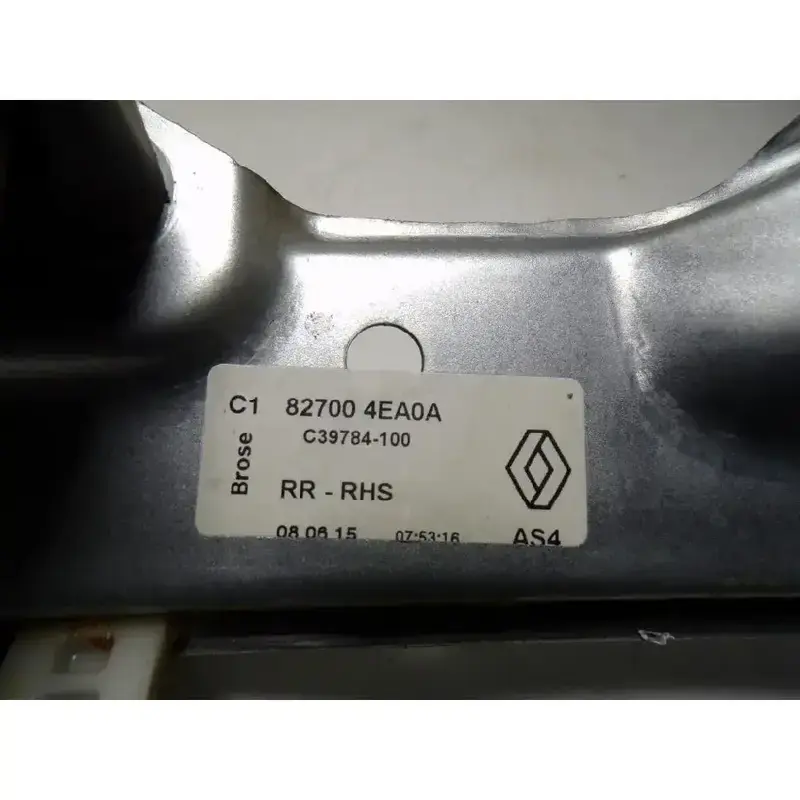 C1 82700 4EA0A
C39784-100
Brose
RR - RHS
08.06.15 07:53:16 AS4